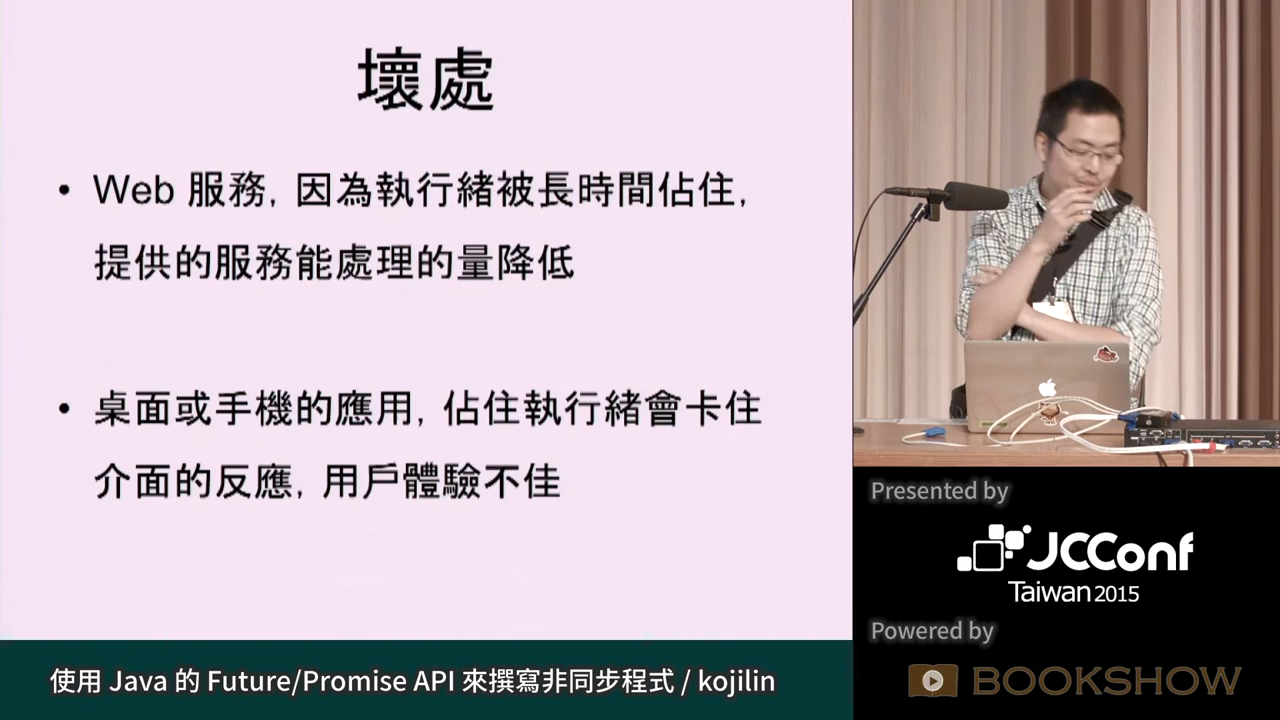 壞處
• Web 服務, 因為執行緒被長時間佔住,
提供的服務能處理的量降低
• 桌面或手機的應用, 佔住執行緒會卡住
介面的反應, 用戶體驗不佳
Presented by
JCConf
Taiwan 2015
Powered by
BOOKSHOW
使用 Java 的 Future/Promise API 來撰寫非同步程式 / kojilin